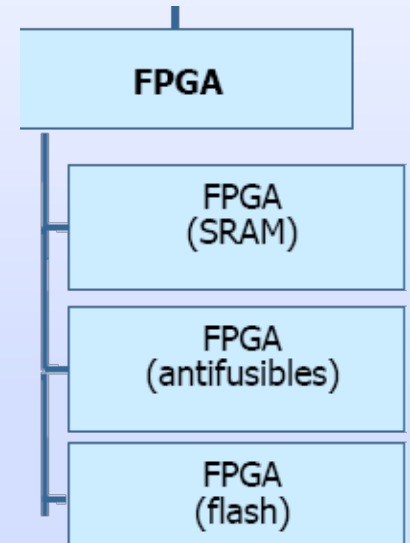 FPGA
FPGA
(SRAM)
FPGA
(antifusibles)
FPGA
(flash)